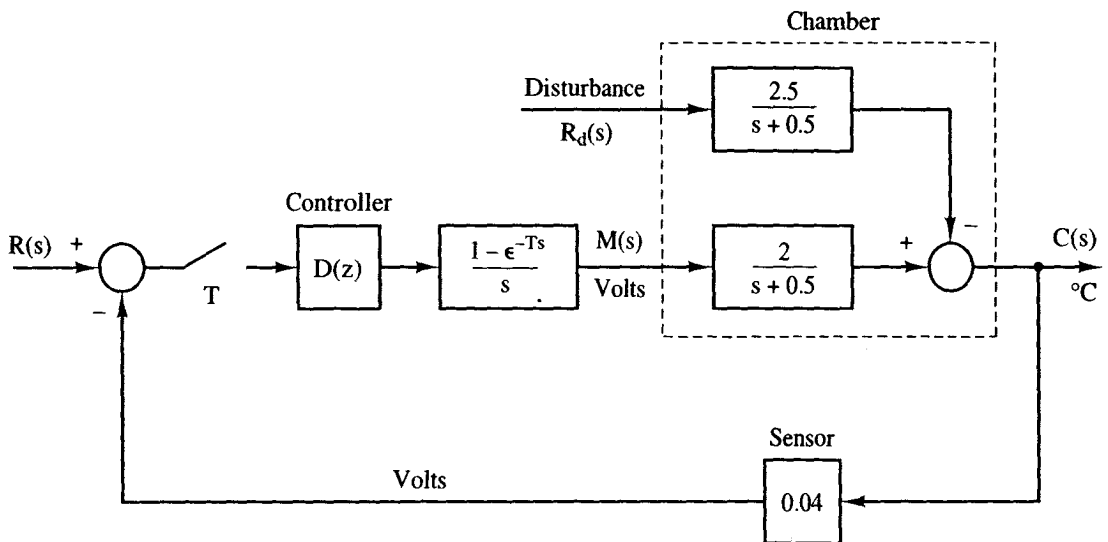 Chamber
Disturbance
R_d(s)
2.5
s + 0.5
Controller
R(s)
+
−
T
D(z)
1 − ϵ^−Ts
s
M(s)
Volts
2
s + 0.5
+
−
C(s)
°C
Sensor
Volts
0.04